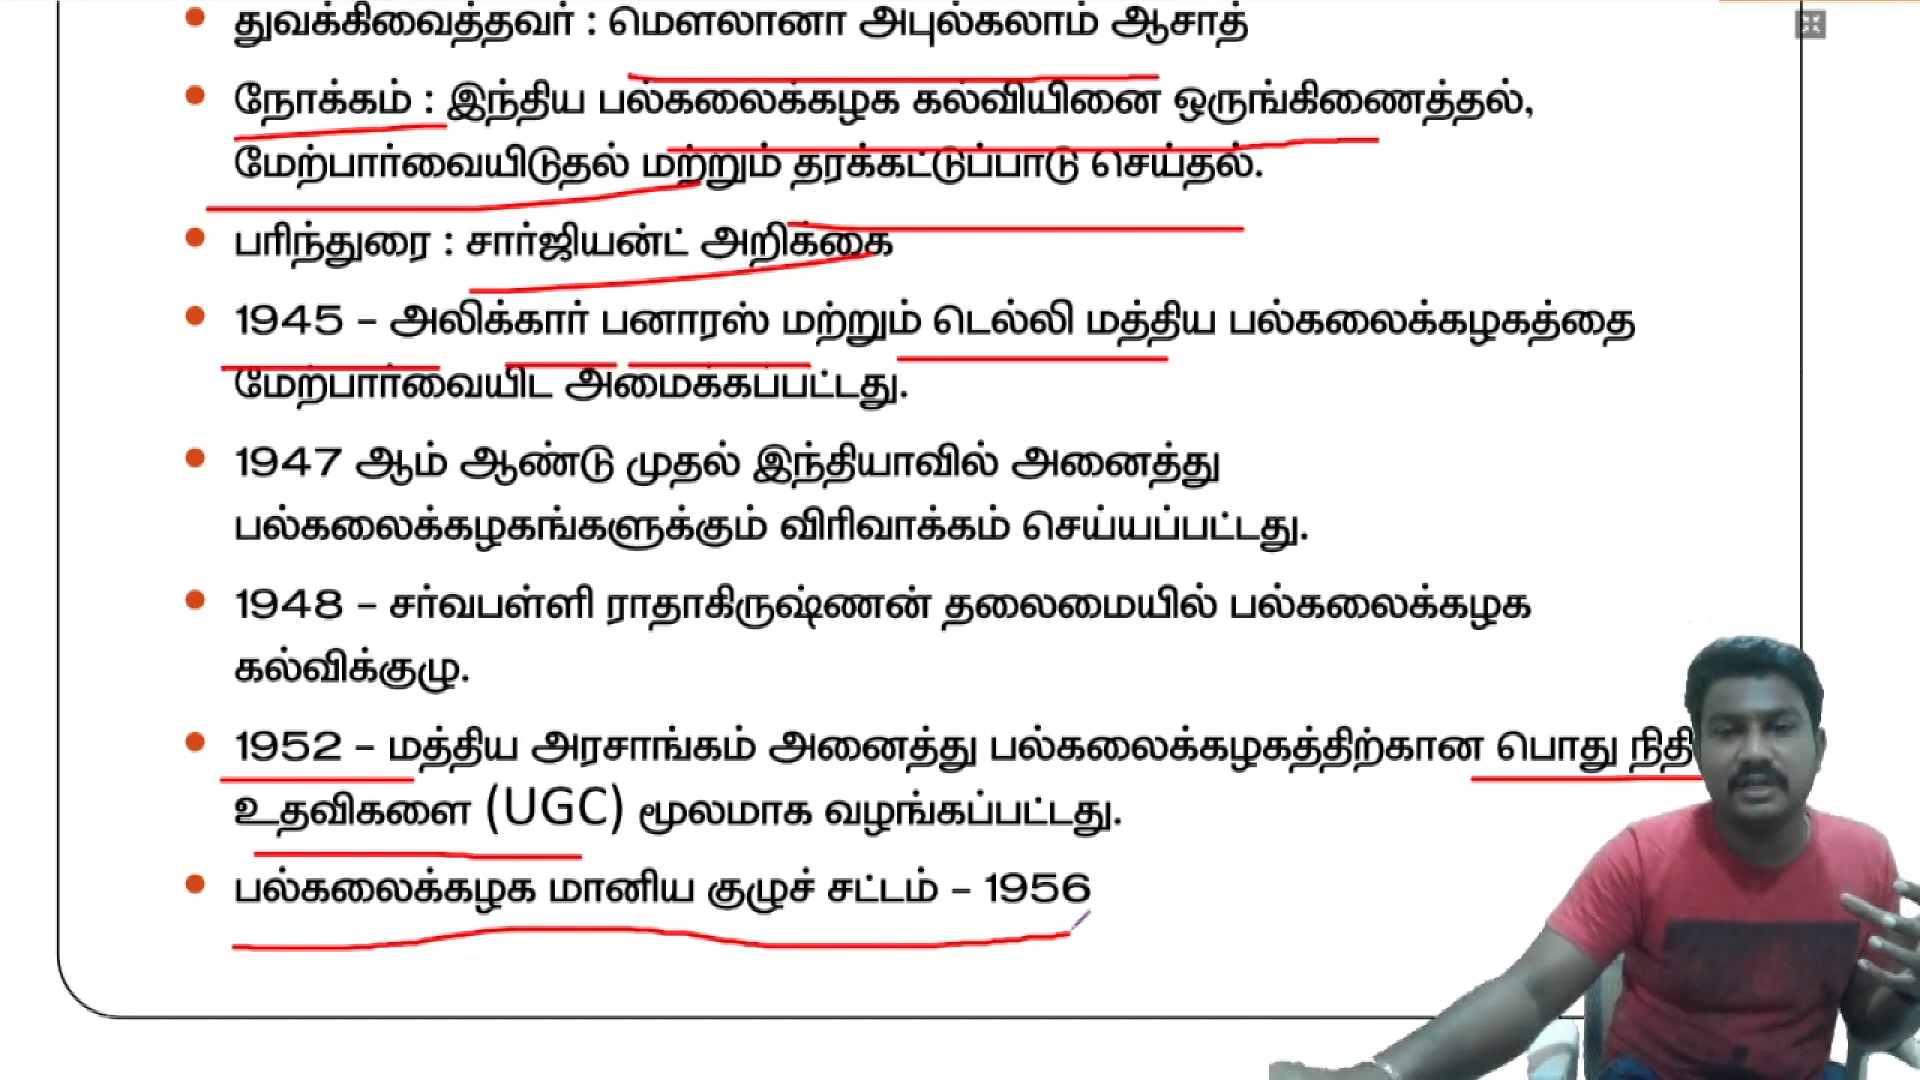 துவக்கிவைத்தவர் : மௌலானா அபுல்கலாம் ஆசாத்
நோக்கம் : இந்திய பல்கலைக்கழக கல்வியினை ஒருங்கிணைத்தல்,
மேற்பார்வையிடுதல் மற்றும் தரக்கட்டுப்பாடு செய்தல்.
பரிந்துரை : சார்ஜியன்ட் அறிக்கை
1945 – அலிக்கார் பனாரஸ் மற்றும் டெல்லி மத்திய பல்கலைக்கழகத்தை
மேற்பார்வையிட அமைக்கப்பட்டது.
1947 ஆம் ஆண்டு முதல் இந்தியாவில் அனைத்து
பல்கலைக்கழகங்களுக்கும் விரிவாக்கம் செய்யப்பட்டது.
1948 – சர்வபள்ளி ராதாகிருஷ்ணன் தலைமையில் பல்கலைக்கழக
கல்விக்குழு.
1952 – மத்திய அரசாங்கம் அனைத்து பல்கலைக்கழகத்திற்கான பொது நிதி
உதவிகளை (UGC) மூலமாக வழங்கப்பட்டது.
பல்கலைக்கழக மானிய குழுச் சட்டம் – 1956